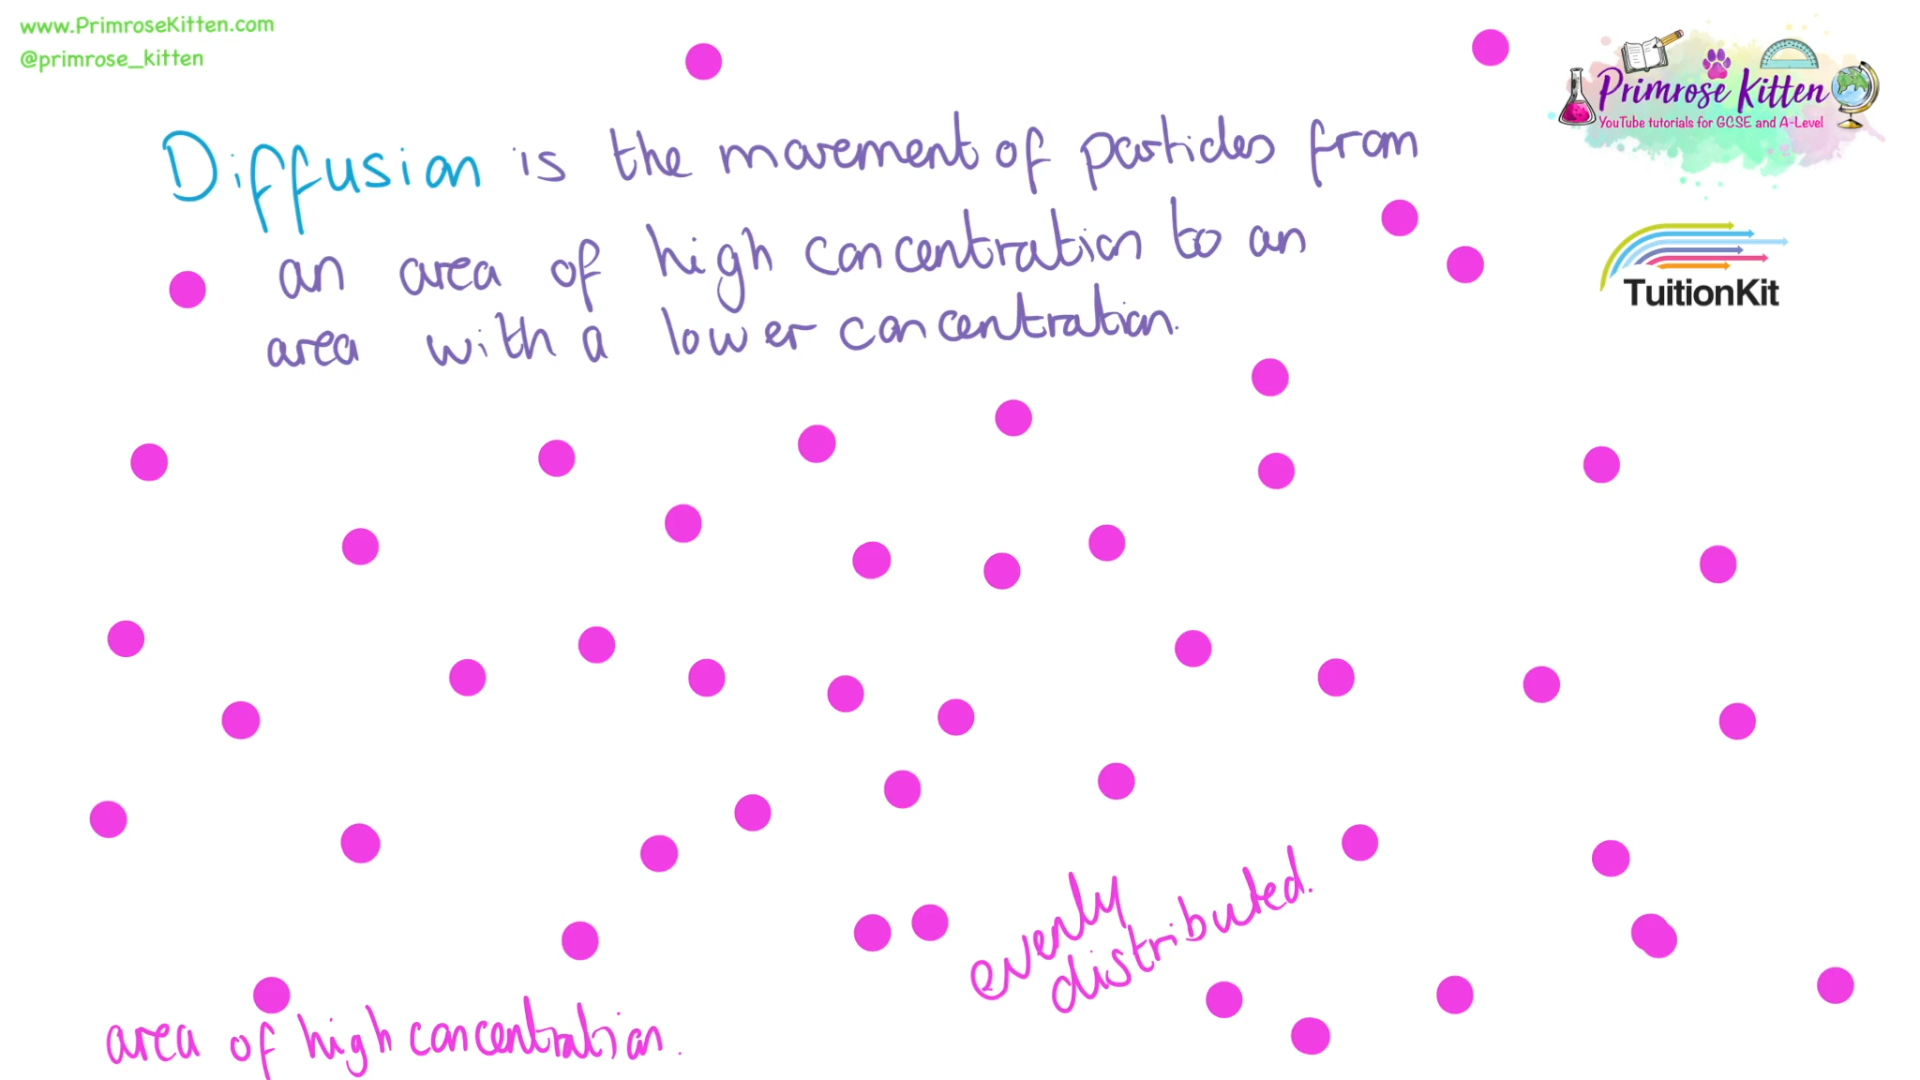 www.PrimroseKitten.com
@primrose_kitten
Primrose Kitten
YouTube tutorials for GCSE and A-Level
Diffusion is the movement of particles from
an area of high concentration to an
area with a lower concentration.
TuitionKit
evenly
distributed.
area of high concentration.